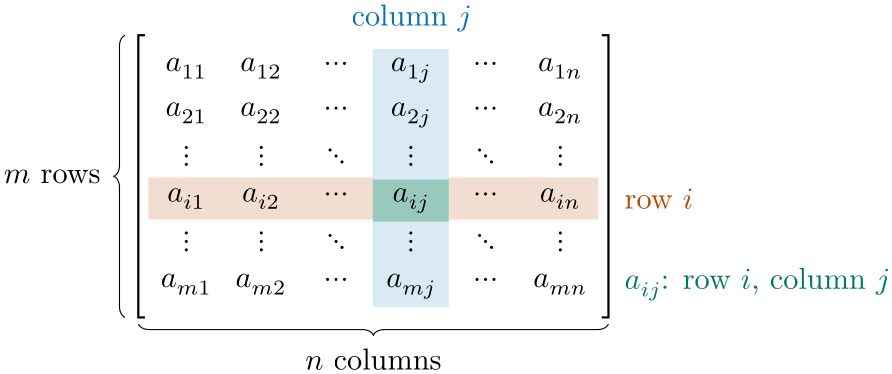 column j
a₁₁ a₁₂ ⋯ a₁ⱼ ⋯ a₁ₙ
a₂₁ a₂₂ ⋯ a₂ⱼ ⋯ a₂ₙ
⋮ ⋮ ⋱ ⋮ ⋱ ⋮
m rows
aᵢ₁ aᵢ₂ ⋯ aᵢⱼ ⋯ aᵢₙ row i
⋮ ⋮ ⋱ ⋮ ⋱ ⋮
aₘ₁ aₘ₂ ⋯ aₘⱼ ⋯ aₘₙ aᵢⱼ: row i, column j
n columns